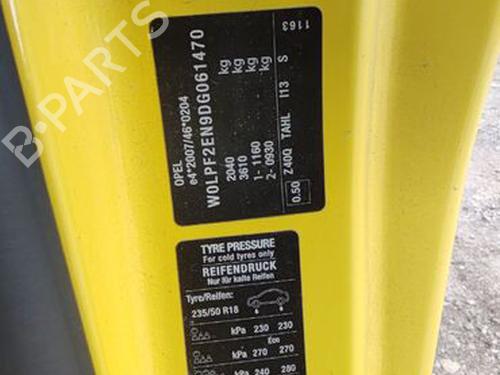 OPEL
e4*2007/46*0204
W0LPF2EN9DG061470
2040 kg
3610 kg
1- 1160 kg
2- 0930 kg
Z40Q TAHL I13 S 1163
0.50
TYRE PRESSURE
For cold tyres only
REIFENDRUCK
Nur für kalte Reifen
Tyre/Reifen:
235/50 R18
kPa 230 230
Eco
kPa 270 270
kPa 240 280